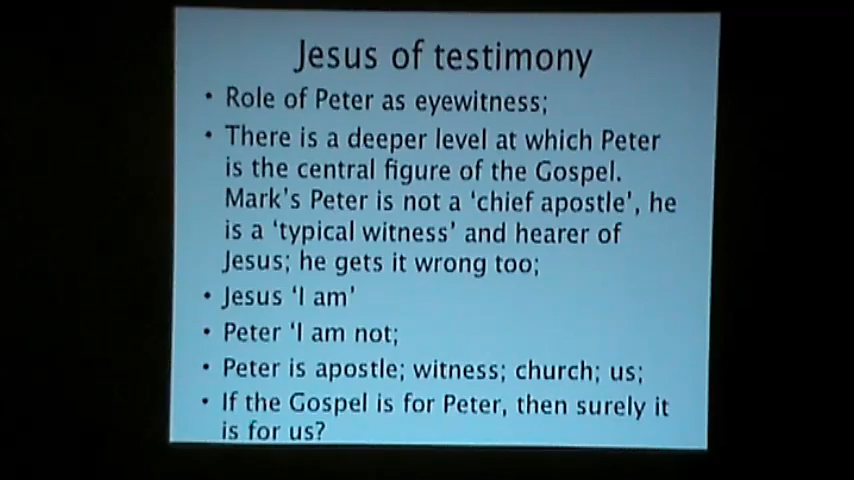 Jesus of testimony
• Role of Peter as eyewitness;
• There is a deeper level at which Peter
is the central figure of the Gospel.
Mark's Peter is not a 'chief apostle', he
is a 'typical witness' and hearer of
Jesus; he gets it wrong too;
• Jesus 'I am'
• Peter 'I am not;
• Peter is apostle; witness; church; us;
• If the Gospel is for Peter, then surely it
is for us?